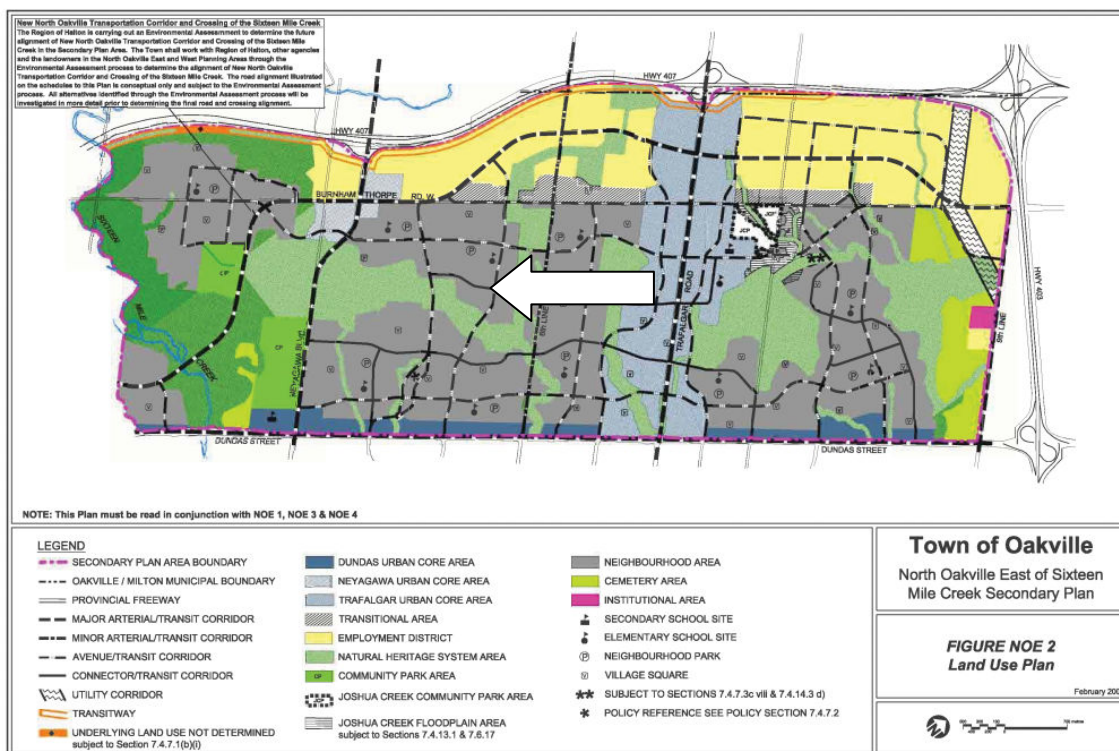 New North Oakville Transportation Corridor and Crossing of the Sixteen Mile Creek
The Region of Halton is carrying out an Environmental Assessment to determine the future
alignment of New North Oakville Transportation Corridor and Crossing of the Sixteen Mile
Creek in the Secondary Plan Area. The Town shall work with Region of Halton, other agencies
and the landowners in the North Oakville East and West Planning Areas through the
Environmental Assessment process to determine the alignment of New North Oakville
Transportation Corridor and Crossing of the Sixteen Mile Creek. The road alignment illustrated
on the schedules to this Plan is conceptual only and subject to the Environmental Assessment
process. All alternatives identified through the Environmental Assessment process will be
investigated in more detail prior to determining the final road and crossing alignment.
HWY 407
HWY 407
BURNHAM THORPE RD. W.
SIXTEEN
MILE
CREEK
NEYAGAWA BLVD
8th LINE
TRAFALGAR ROAD
JCP
JCP
CP
CP
HWY 403
9th LINE
DUNDAS STREET
DUNDAS STREET
NOTE: This Plan must be read in conjunction with NOE 1, NOE 3 & NOE 4
LEGEND
SECONDARY PLAN AREA BOUNDARY
OAKVILLE / MILTON MUNICIPAL BOUNDARY
PROVINCIAL FREEWAY
MAJOR ARTERIAL/TRANSIT CORRIDOR
MINOR ARTERIAL/TRANSIT CORRIDOR
AVENUE/TRANSIT CORRIDOR
CONNECTOR/TRANSIT CORRIDOR
UTILITY CORRIDOR
TRANSITWAY
UNDERLYING LAND USE NOT DETERMINED
subject to Section 7.4.7.1(b)(i)
DUNDAS URBAN CORE AREA
NEYAGAWA URBAN CORE AREA
TRAFALGAR URBAN CORE AREA
TRANSITIONAL AREA
EMPLOYMENT DISTRICT
NATURAL HERITAGE SYSTEM AREA
CP COMMUNITY PARK AREA
JCP JOSHUA CREEK COMMUNITY PARK AREA
JOSHUA CREEK FLOODPLAIN AREA
subject to Sections 7.4.13.1 & 7.6.17
NEIGHBOURHOOD AREA
CEMETERY AREA
INSTITUTIONAL AREA
SECONDARY SCHOOL SITE
ELEMENTARY SCHOOL SITE
P NEIGHBOURHOOD PARK
V VILLAGE SQUARE
** SUBJECT TO SECTIONS 7.4.7.3c viii & 7.4.14.3 d)
* POLICY REFERENCE SEE POLICY SECTION 7.4.7.2
Town of Oakville
North Oakville East of Sixteen
Mile Creek Secondary Plan
FIGURE NOE 2
Land Use Plan
February